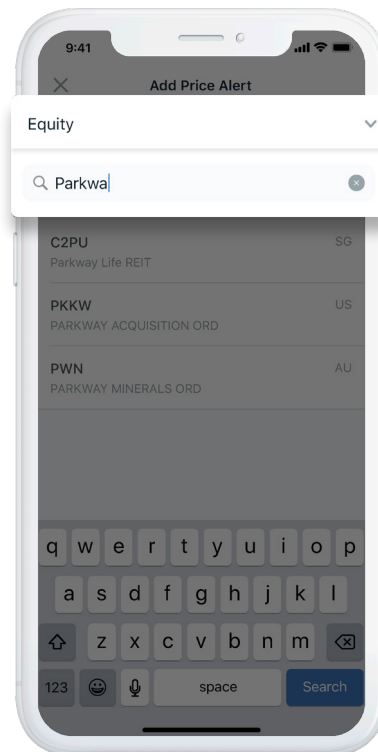 9:41
Add Price Alert
Equity
Parkwa
C2PU SG
Parkway Life REIT
PKKW US
PARKWAY ACQUISITION ORD
PWN AU
PARKWAY MINERALS ORD
q w e r t y u i o p
a s d f g h j k l
z x c v b n m
123 space Search